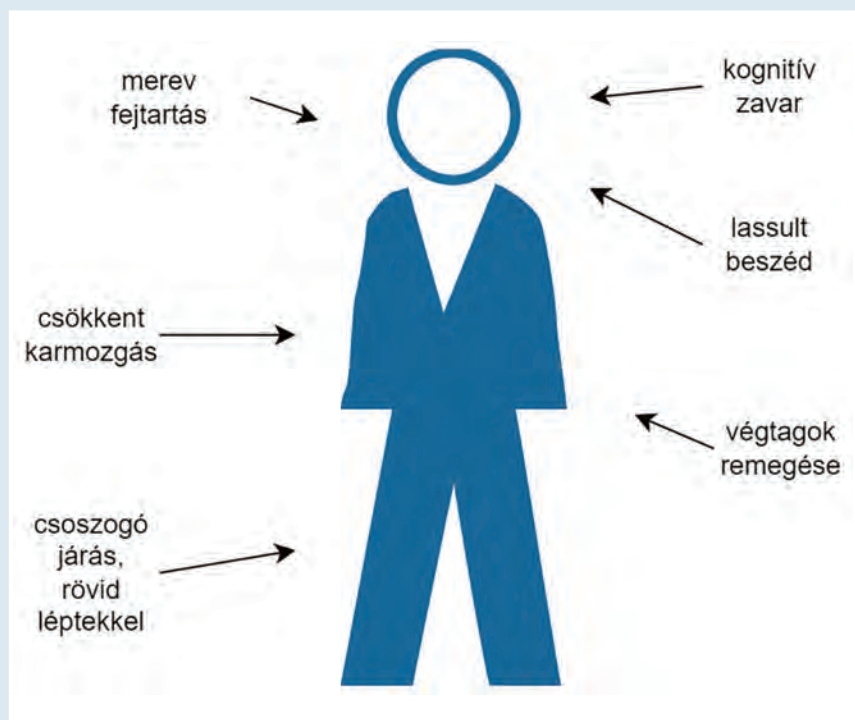 merev
fejtartás
kognitív
zavar
lassult
beszéd
csökkent
karmozgás
végtagok
remegése
csoszogó
járás,
rövid
léptekkel